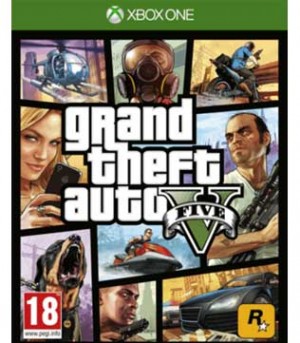 XBOX ONE
grand
theft
auto
V
FIVE
18
www.pegi.info
R